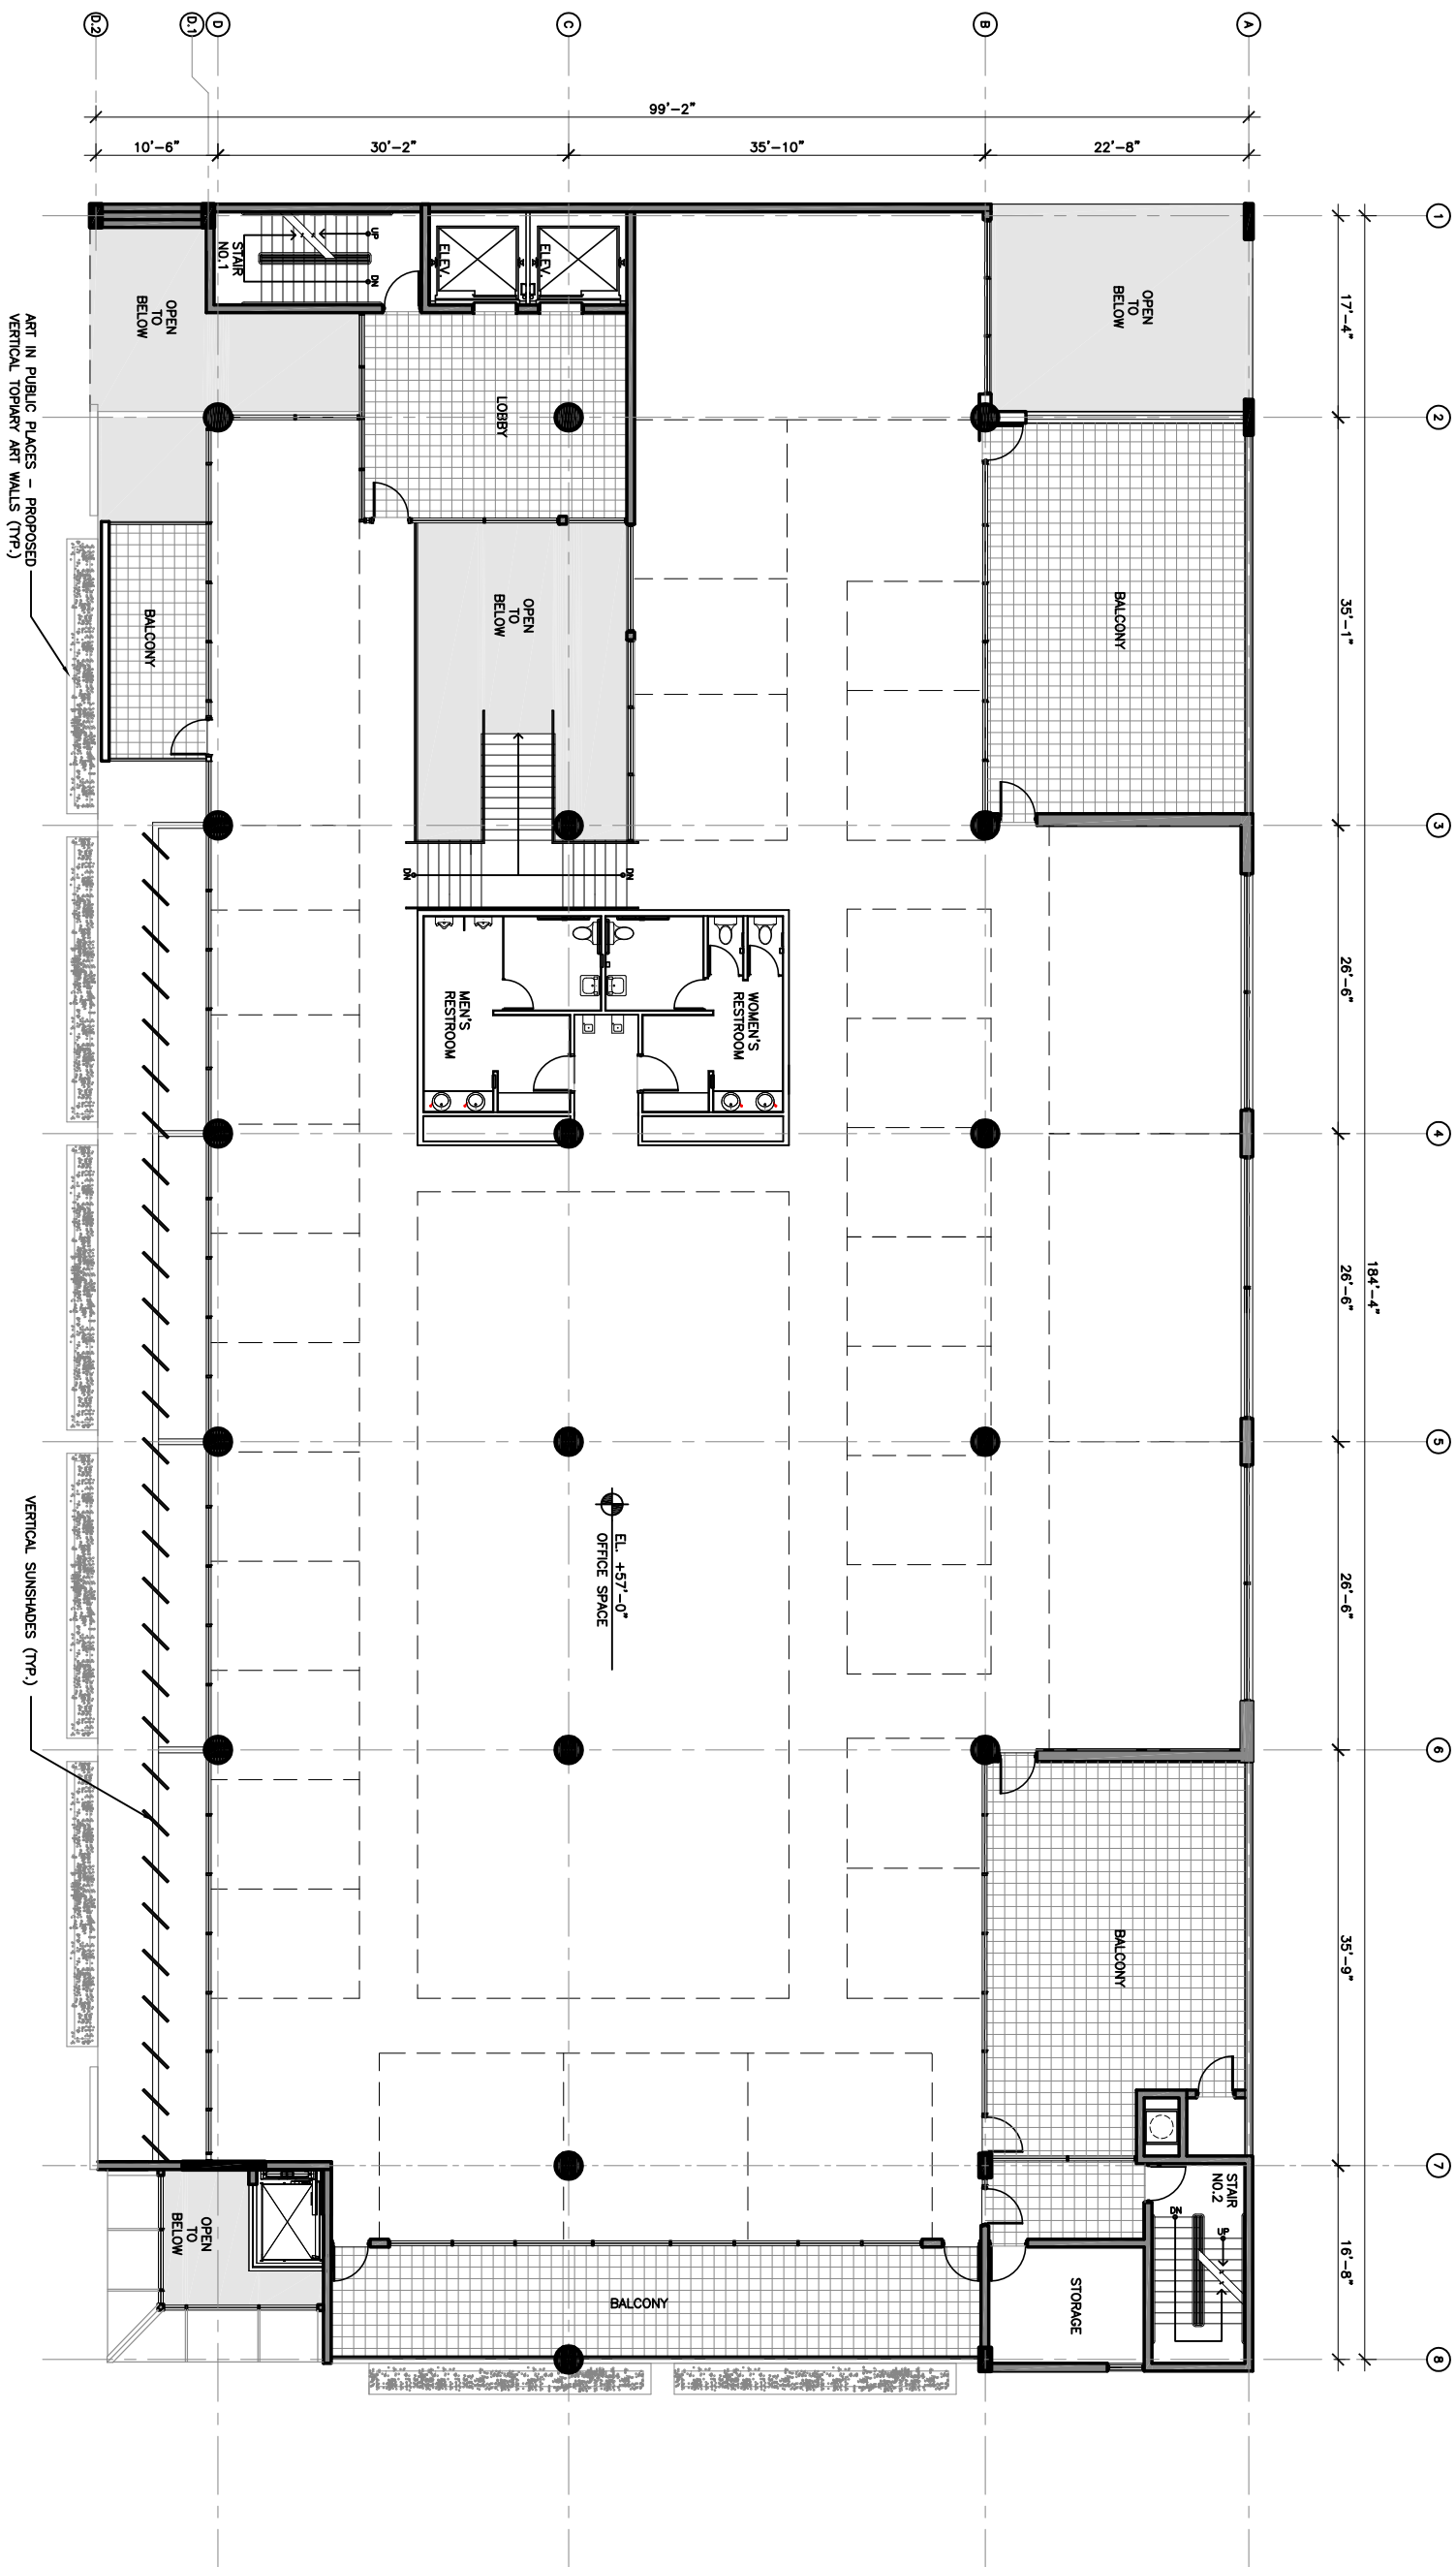 D.2
D.1
D
C
B
A
99'-2"
10'-6"
30'-2"
35'-10"
22'-8"
1
2
3
4
5
6
7
8
184'-4"
17'-4"
35'-1"
26'-6"
26'-6"
26'-6"
35'-9"
16'-8"
OPEN
TO
BELOW
BALCONY
BALCONY
STAIR
NO.2
UP
DN
STORAGE
ELEV.
ELEV.
STAIR
NO.1
UP
DN
LOBBY
OPEN
TO
BELOW
DN
DN
WOMEN'S
RESTROOM
MEN'S
RESTROOM
EL. +57'-0"
OFFICE SPACE
BALCONY
OPEN
TO
BELOW
BALCONY
OPEN
TO
BELOW
ART IN PUBLIC PLACES - PROPOSED
VERTICAL TOPIARY ART WALLS (TYP.)
VERTICAL SUNSHADES (TYP.)